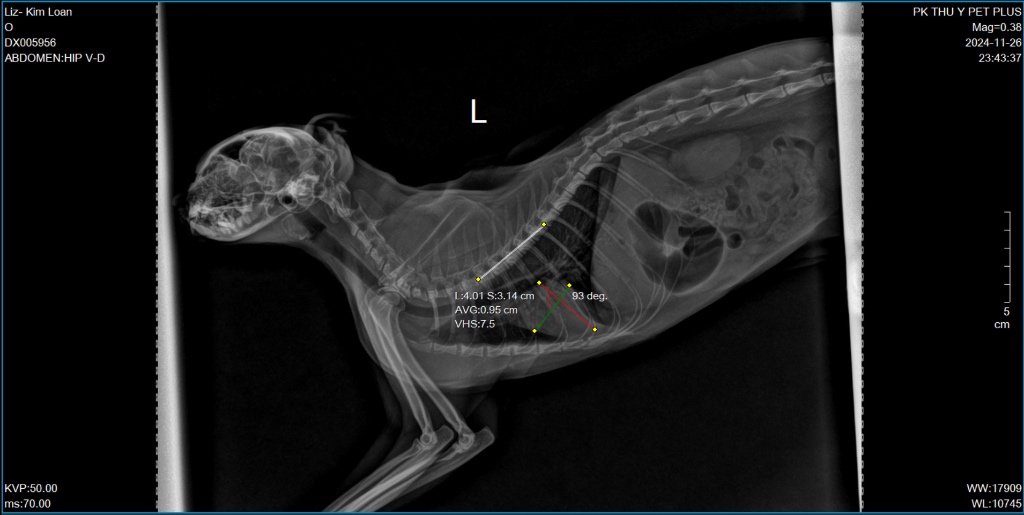 Liz- Kim Loan
O
DX005956
ABDOMEN:HIP V-D
PK THU Y PET PLUS
Mag=0.38
2024-11-26
23:43:37
L
L:4.01 S:3.14 cm
93 deg.
AVG:0.95 cm
VHS:7.5
5
cm
KVP:50.00
ms:70.00
WW:17909
WL:10745